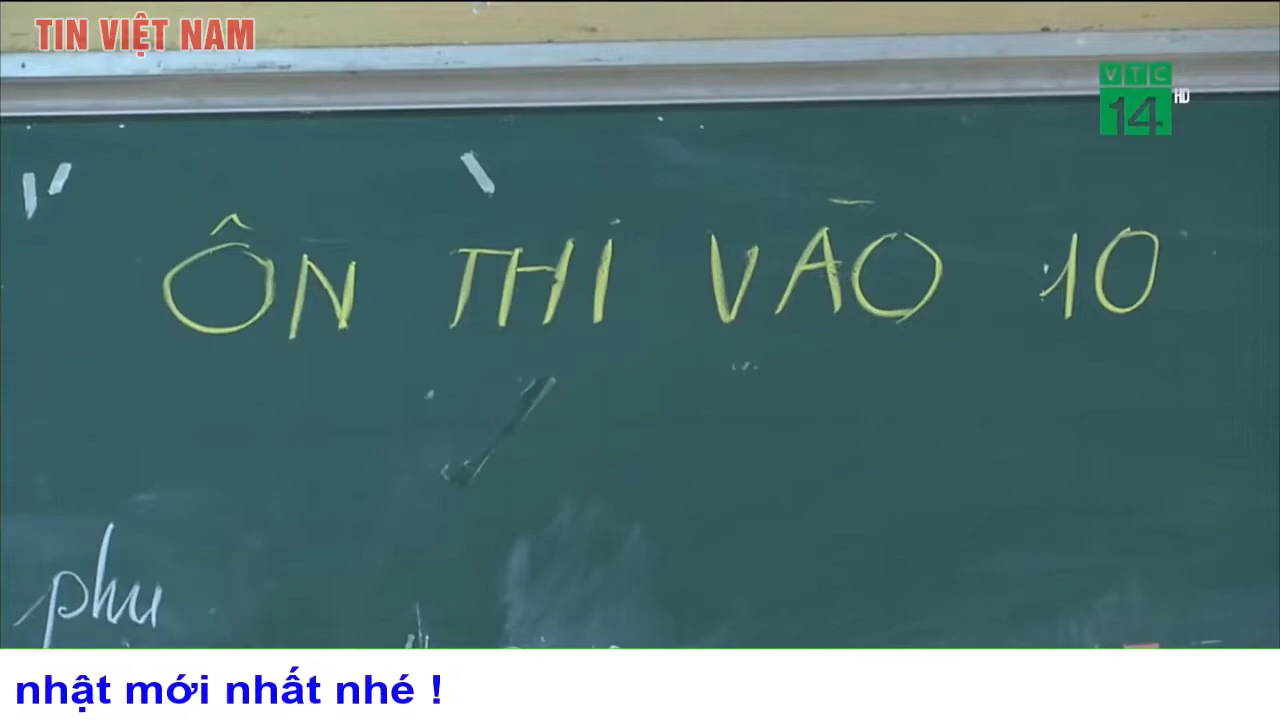 TIN VIỆT NAM
VTC
14 HD
ÔN THI VÀO 10
phu
nhật mới nhất nhé !